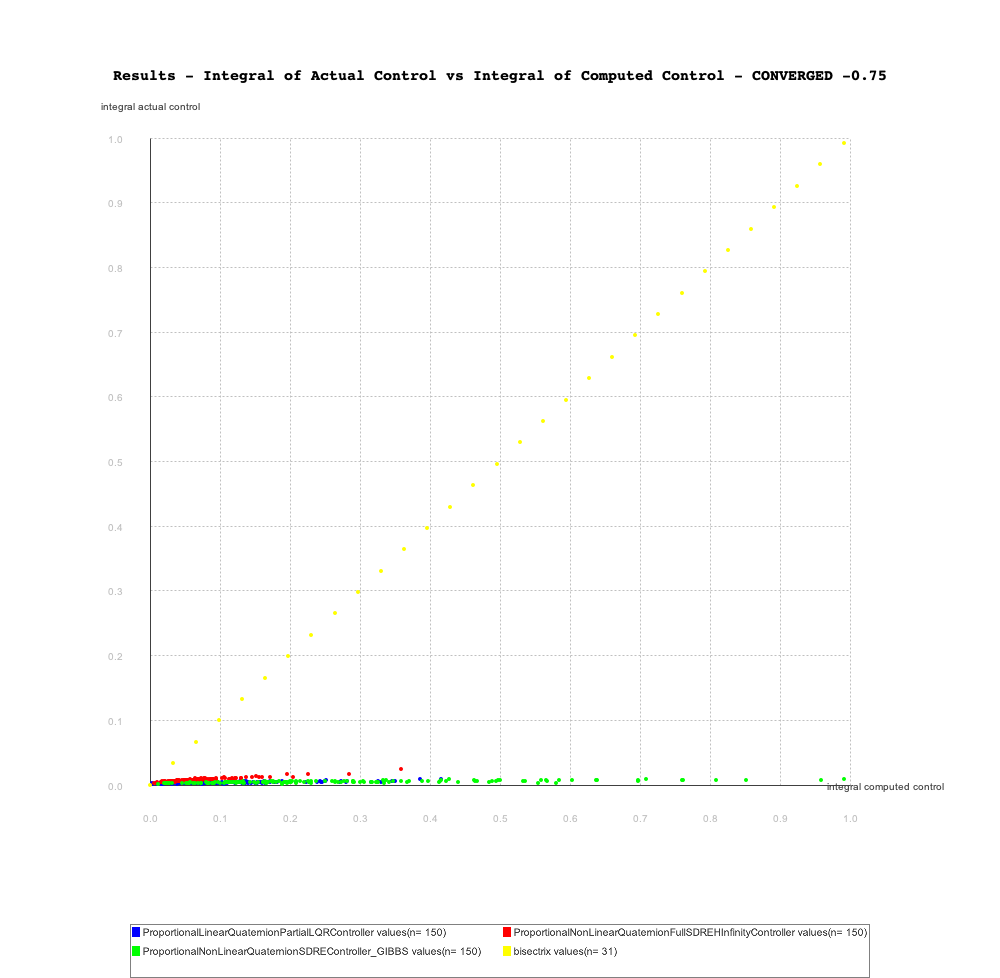 Results - Integral of Actual Control vs Integral of Computed Control - CONVERGED -0.75
integral actual control
1.0
0.9
0.8
0.7
0.6
0.5
0.4
0.3
0.2
0.1
0.0
integral computed control
0.0 0.1 0.2 0.3 0.4 0.5 0.6 0.7 0.8 0.9 1.0
ProportionalLinearQuaternionPartialLQRController values(n= 150) ProportionalNonLinearQuaternionFullSDREHInfinityController values(n= 150)
ProportionalNonLinearQuaternionSDREController_GIBBS values(n= 150) bisectrix values(n= 31)